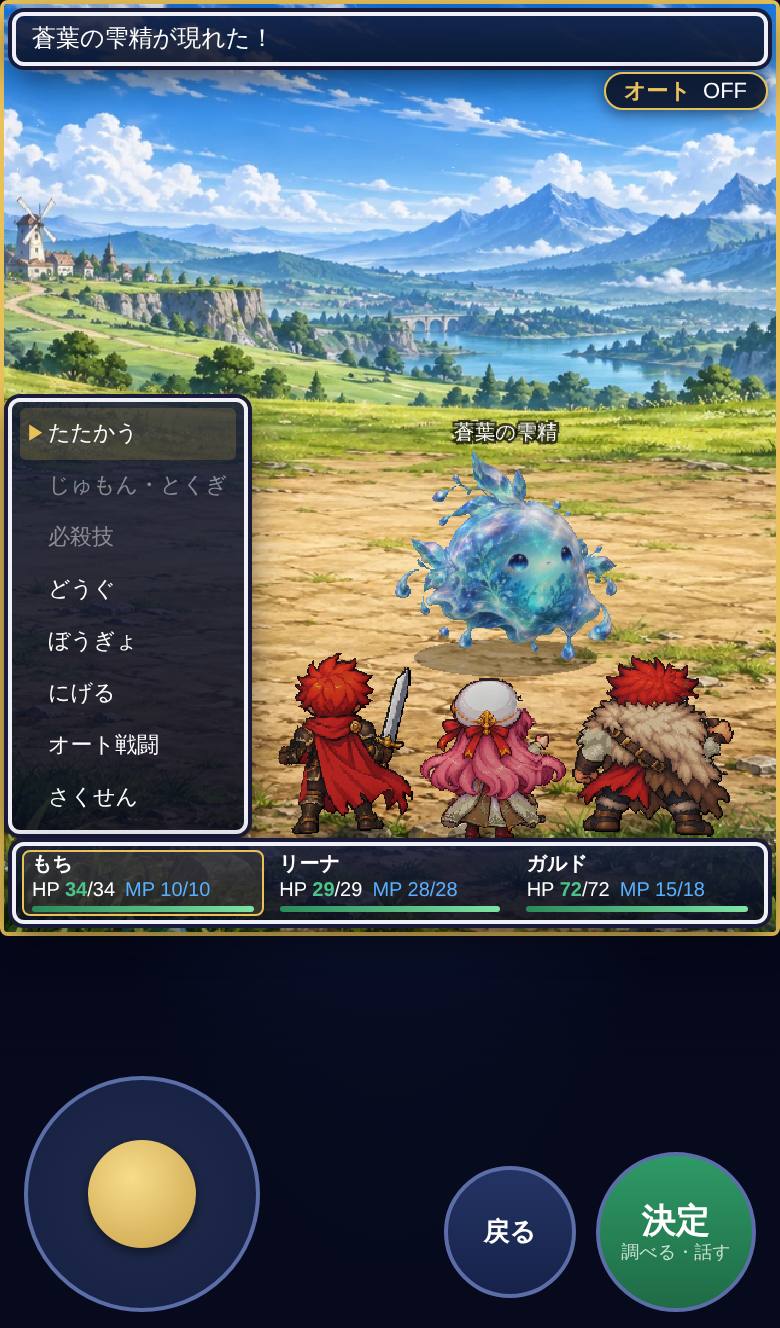 蒼葉の雫精が現れた！
オート OFF
蒼葉の雫精
▶たたかう
じゅもん・とくぎ
必殺技
どうぐ
ぼうぎょ
にげる
オート戦闘
さくせん
もち
HP 34/34 MP 10/10
リーナ
HP 29/29 MP 28/28
ガルド
HP 72/72 MP 15/18
戻る
決定
調べる・話す